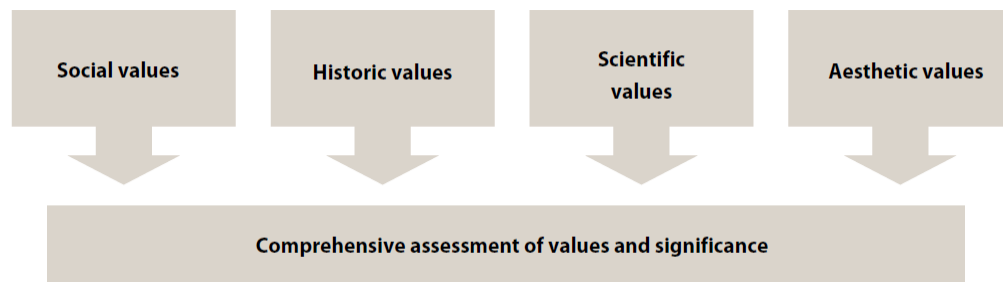 Social values
Historic values
Scientific
values
Aesthetic values
Comprehensive assessment of values and significance